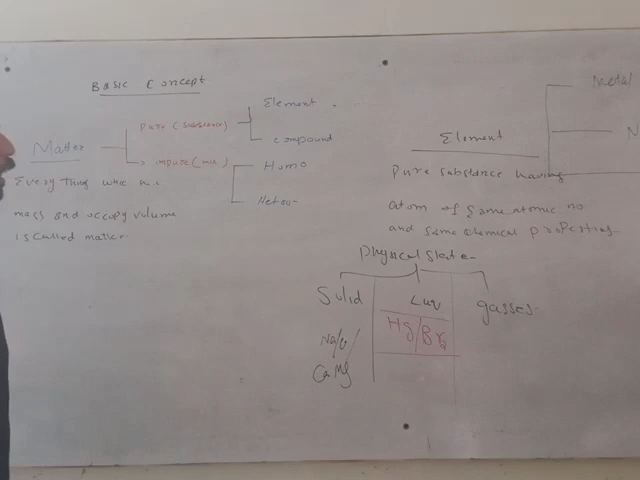 Basic Concept
Matter
Pure (substance)
Element
compound
impure (mix)
Homo
Hetero
Every thing which has
mass and occupy volume
is called matter
Element
Metal
N
Pure substance having
atom of same atomic no
and same chemical properties
Physical state
Solid
gasses
Hg/Br
Ca Mg